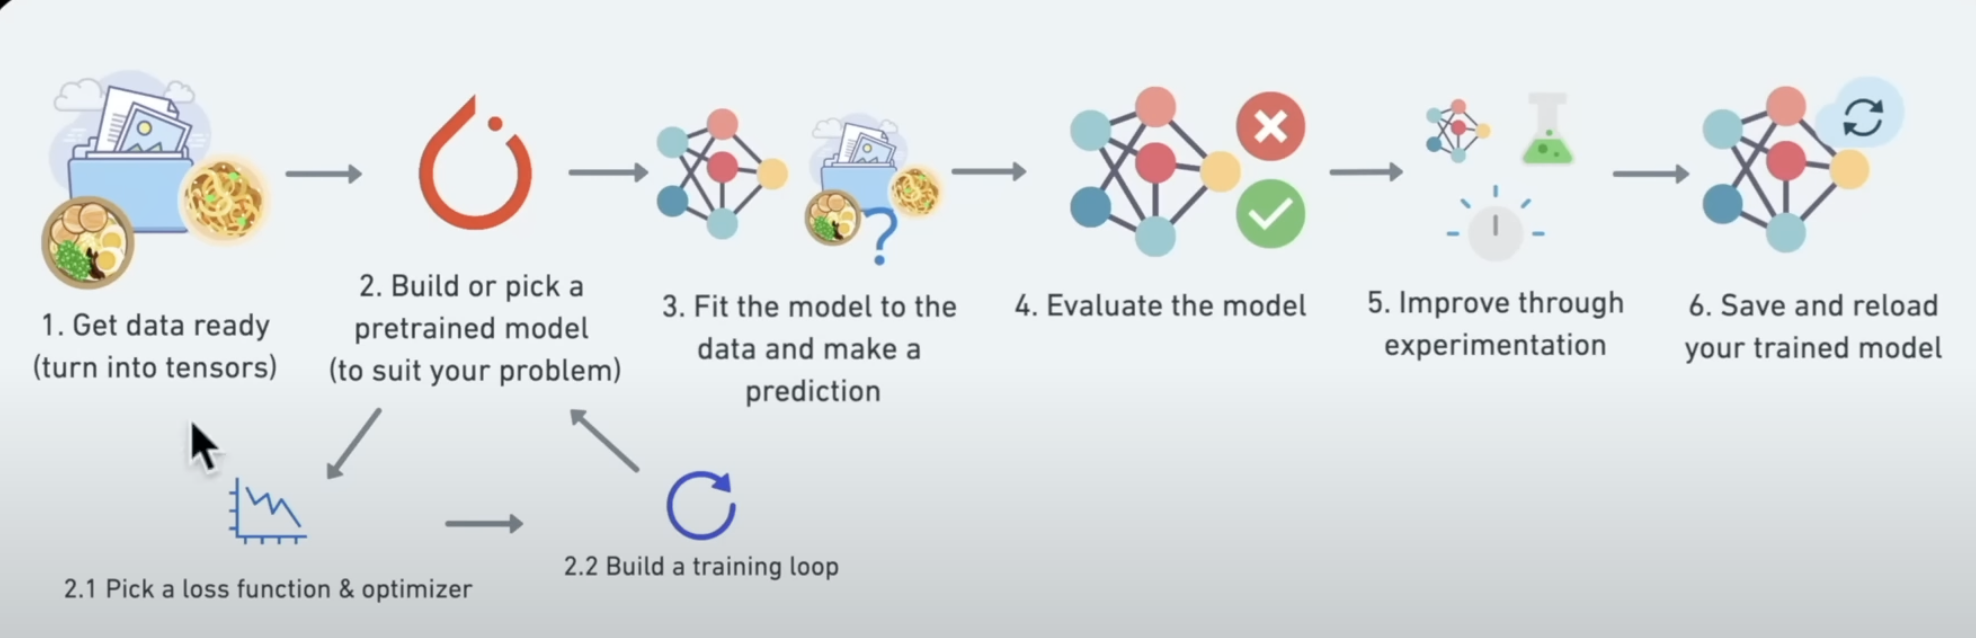 1. Get data ready
(turn into tensors)
2. Build or pick a
pretrained model
(to suit your problem)
3. Fit the model to the
data and make a
prediction
4. Evaluate the model
5. Improve through
experimentation
6. Save and reload
your trained model
2.1 Pick a loss function & optimizer
2.2 Build a training loop